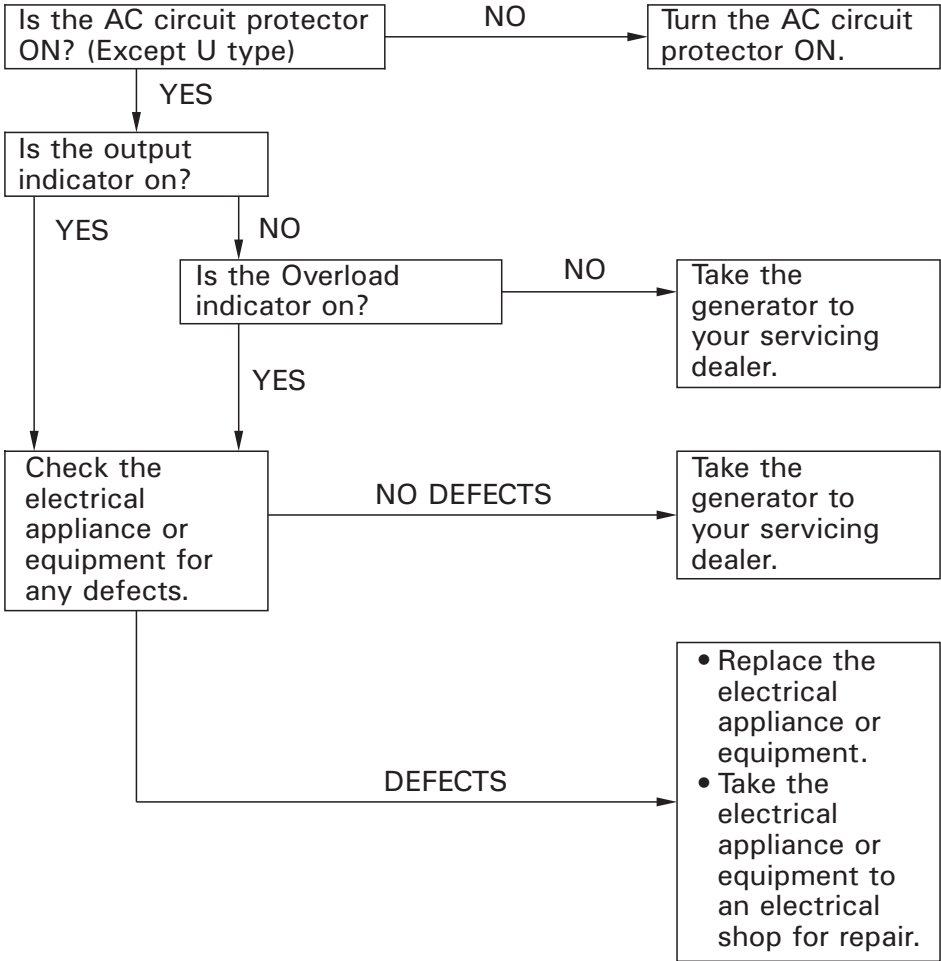 Is the AC circuit protector
ON? (Except U type)
NO
Turn the AC circuit
protector ON.
YES
Is the output
indicator on?
YES
NO
Is the Overload
indicator on?
NO
Take the
generator to
your servicing
dealer.
YES
Check the
electrical
appliance or
equipment for
any defects.
NO DEFECTS
Take the
generator to
your servicing
dealer.
DEFECTS
• Replace the
electrical
appliance or
equipment.
• Take the
electrical
appliance or
equipment to
an electrical
shop for repair.